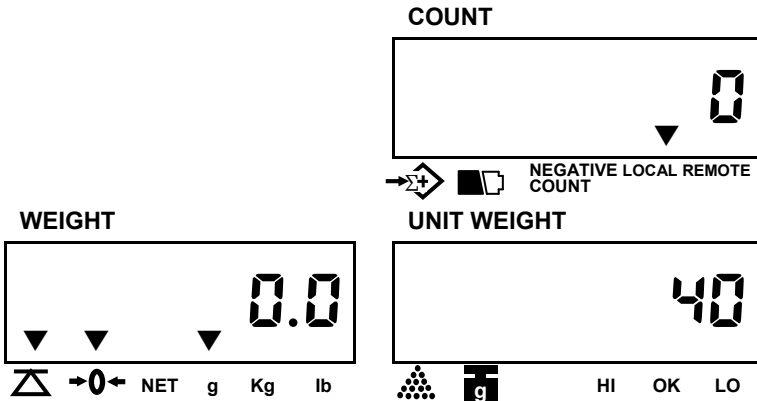 COUNT
0
NEGATIVE LOCAL REMOTE
COUNT
WEIGHT
0.0
→0← NET g Kg lb
UNIT WEIGHT
40
g HI OK LO